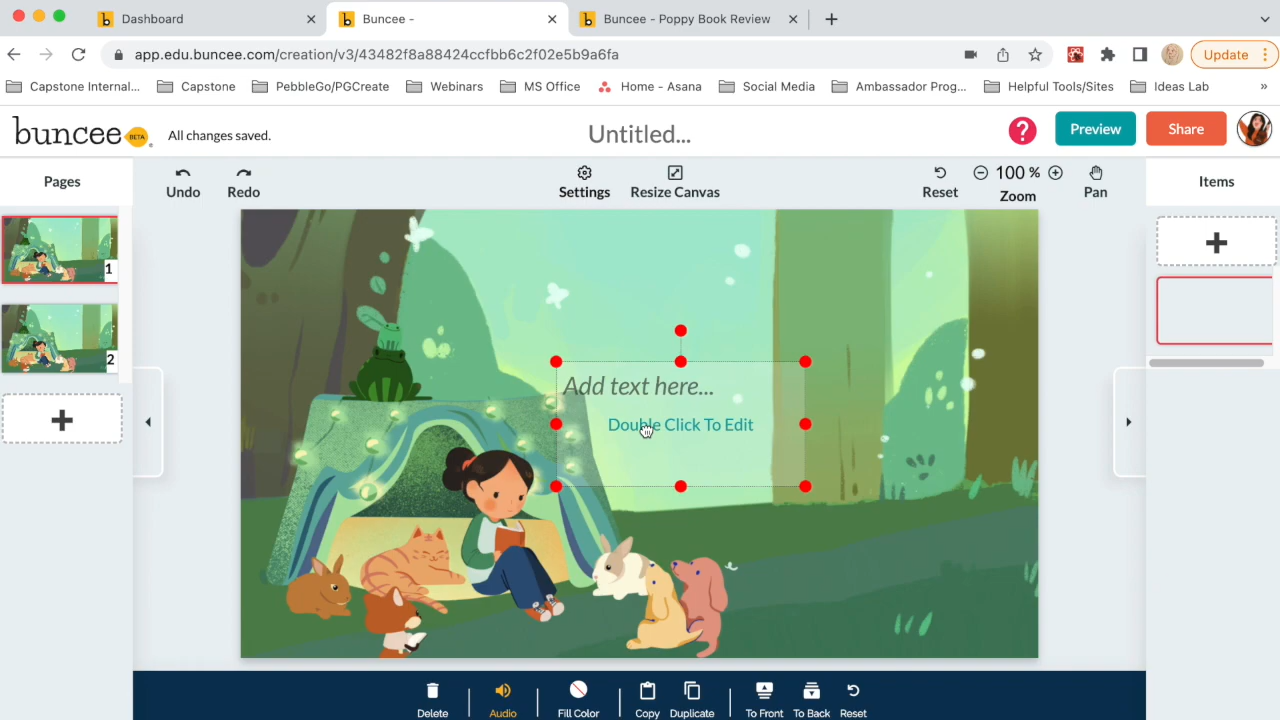 Dashboard
Buncee -
Buncee - Poppy Book Review
app.edu.buncee.com/creation/v3/43482f8a88424ccfbb6c2f02e5b9a6fa
Update
Capstone Internal...
Capstone
PebbleGo/PGCreate
Webinars
MS Office
Home - Asana
Social Media
Ambassador Prog...
Helpful Tools/Sites
Ideas Lab
»
buncee BETA
All changes saved.
Untitled...
?
Preview
Share
Pages
Undo
Redo
Settings
Resize Canvas
Reset
100 %
Zoom
Pan
Items
1
2
Add text here...
Double Click To Edit
Delete
Audio
Fill Color
Copy
Duplicate
To Front
To Back
Reset